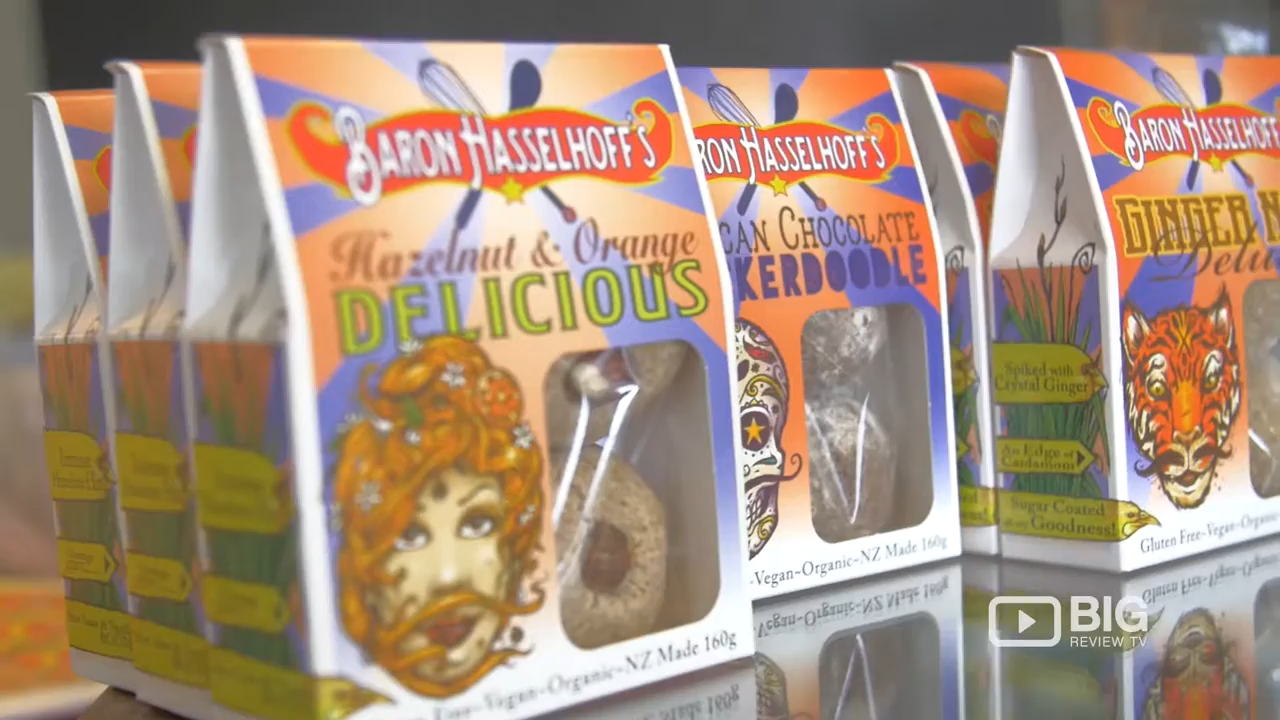 BARON HASSELHOFF'S
Hazelnut & Orange
DELICIOUS
Free~Vegan~Organic~NZ Made 160g
RON HASSELHOFF'S
CAN CHOCOLATE
KERDOODLE
~Vegan~Organic~NZ Made 160g
BARON HASSELHOFF'S
GINGER N
Spiked with
Crystal Ginger
An Edge of
Cardamom
Sugar Coated
Goodness!
Gluten Free~Vegan~Organic
BIG
REVIEW TV